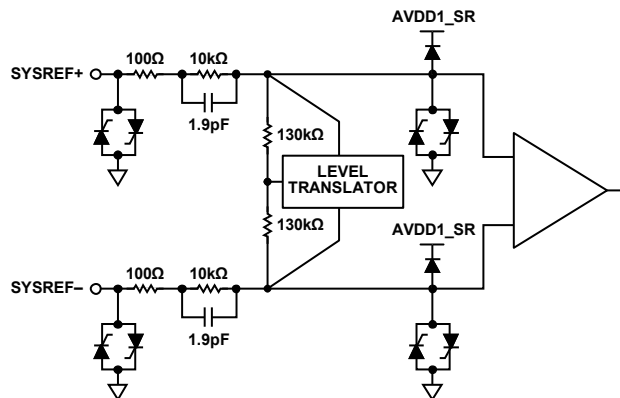 AVDD1_SR
100Ω
10kΩ
SYSREF+
1.9pF
130kΩ
LEVEL
TRANSLATOR
130kΩ
AVDD1_SR
100Ω
10kΩ
SYSREF–
1.9pF